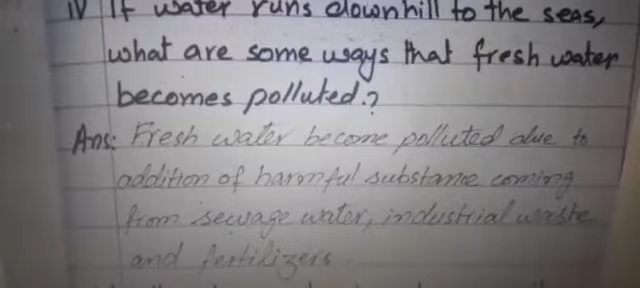 iv If water runs downhill to the seas,
what are some ways that fresh water
becomes polluted.?
Ans: Fresh water become polluted due to
addition of harmful substance coming
from sewage water, industrial waste
and fertilizers.